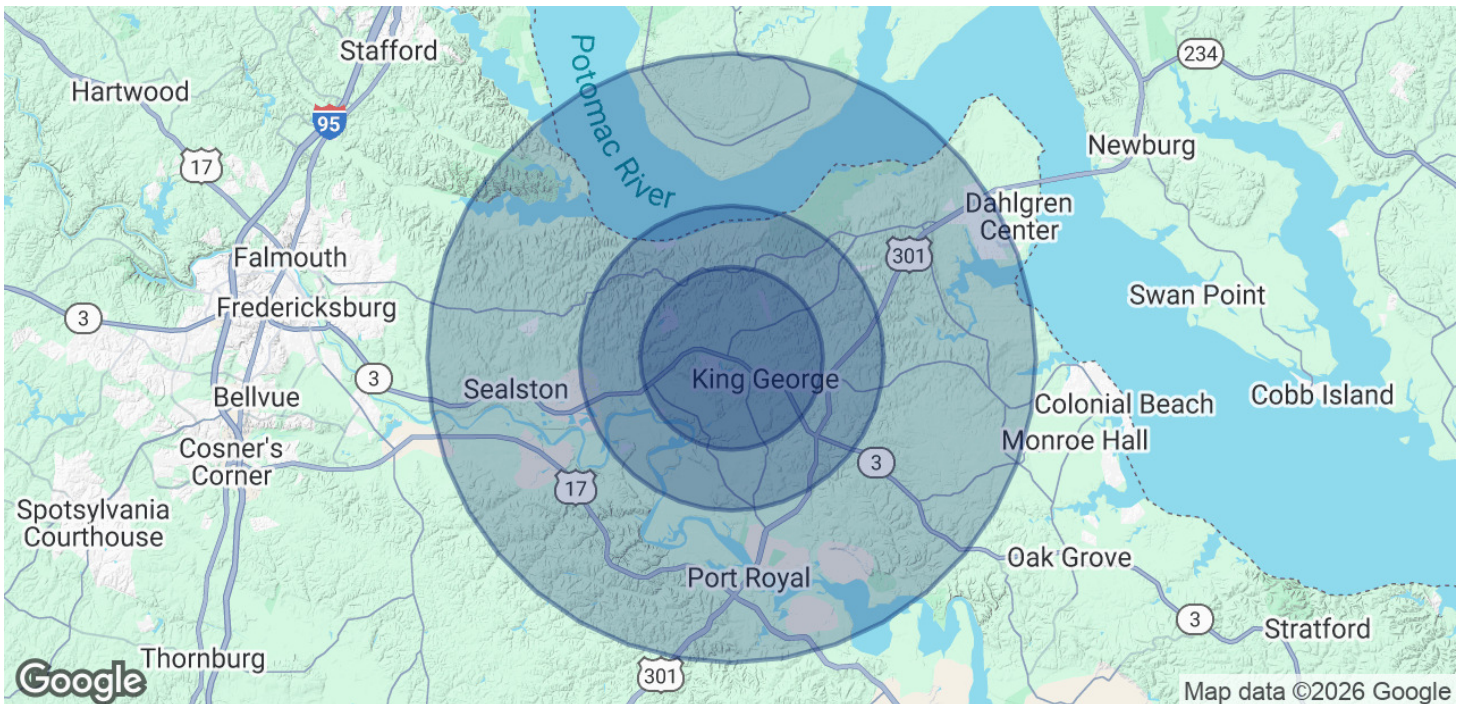 Stafford
234
Hartwood
95
Potomac River
17
Newburg
Dahlgren
Center
301
Falmouth
Swan Point
Fredericksburg
3
3
King George
Sealston
Cobb Island
Bellvue
Colonial Beach
Monroe Hall
Cosner's
Corner
3
17
Spotsylvania
Courthouse
Oak Grove
Port Royal
3
Stratford
Thornburg
301
Google
Map data ©2026 Google